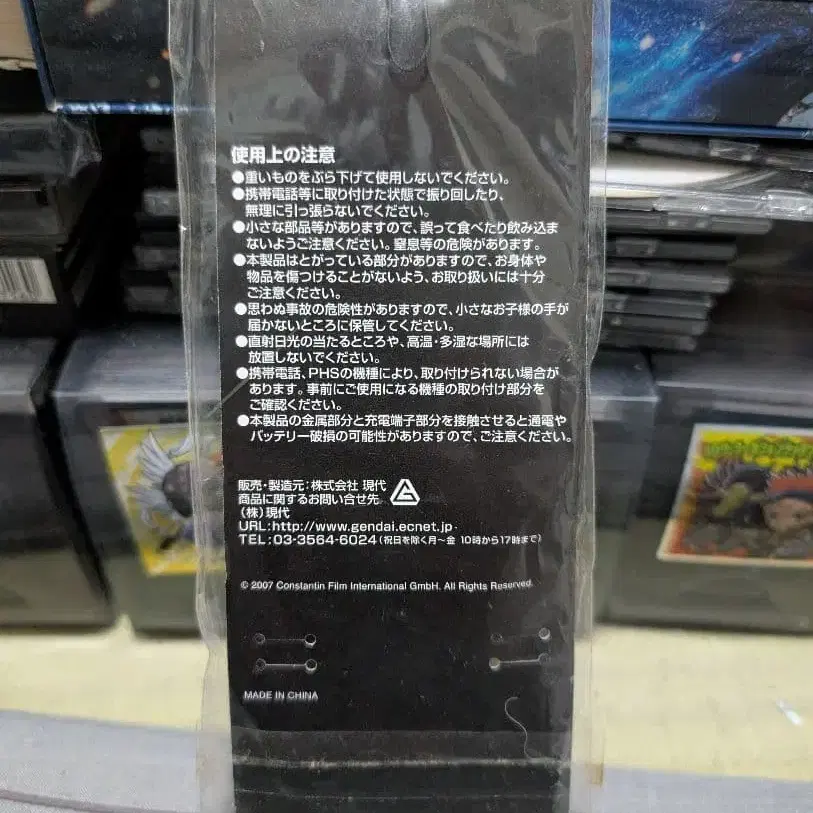 使用上の注意
●重いものをぶら下げて使用しないでください。
●携帯電話等に取り付けた状態で振り回したり、
無理に引っ張らないでください。
●小さな部品等がありますので、誤って食べたり飲み込ま
ないようご注意ください。窒息等の危険があります。
●本製品はとがっている部分がありますので、お身体や
物品を傷つけることがないよう、お取り扱いには十分
ご注意ください。
●思わぬ事故の危険性がありますので、小さなお子様の手が
届かないところに保管してください。
●直射日光の当たるところや、高温・多湿な場所には
放置しないでください。
●携帯電話、PHSの機種により、取り付けられない場合が
あります。事前にご使用になる機種の取り付け部分を
ご確認ください。
●本製品の金属部分と充電端子部分を接触させると通電や
バッテリー破損の可能性がありますので、ご注意ください。
販売・製造元：株式会社 現代
商品に関するお問い合せ先
（株）現代
URL:http://www.gendai.ecnet.jp
TEL:03-3564-6024（祝日を除く月〜金 10時から17時まで）
© 2007 Constantin Film International GmbH. All Rights Reserved.
MADE IN CHINA